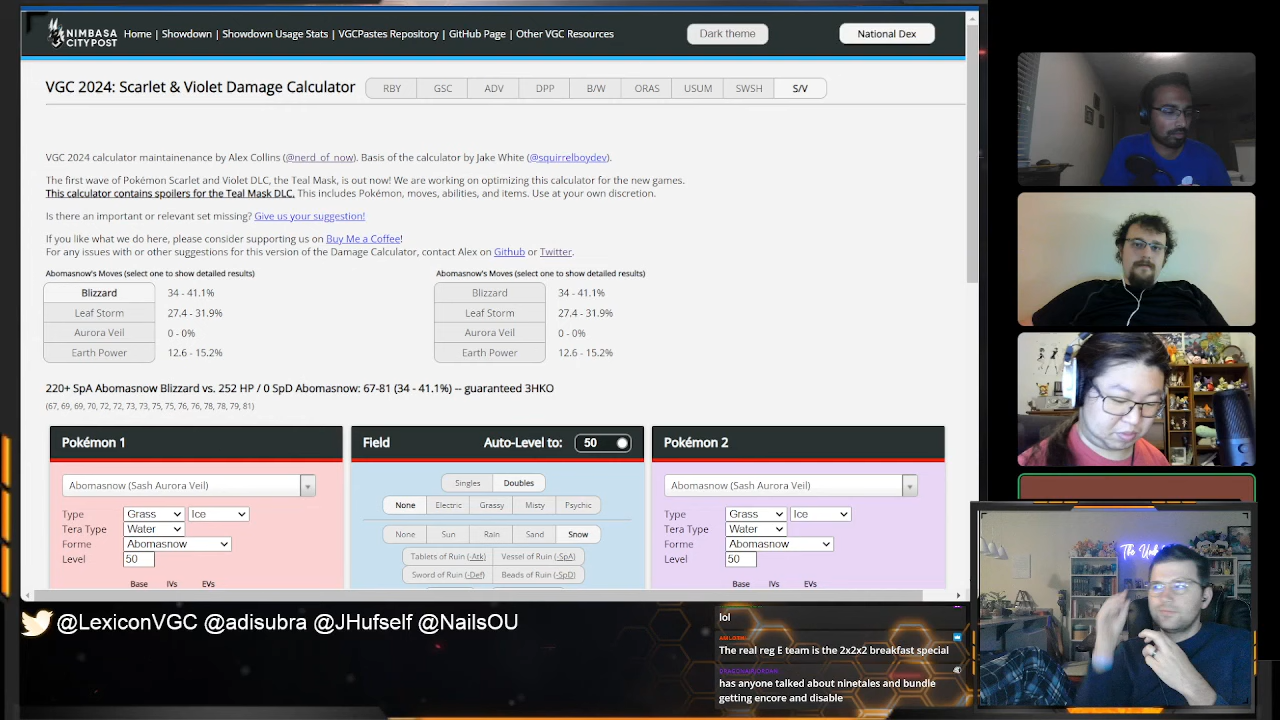 NIMBASA
CITY POST
Home | Showdown | Showdown Usage Stats | VGCPastes Repository | GitHub Page | Other VGC Resources
Dark theme
National Dex
VGC 2024: Scarlet & Violet Damage Calculator
RBY GSC ADV DPP B/W ORAS USUM SWSH S/V
VGC 2024 calculator maintainenance by Alex Collins (@nerd_of_now). Basis of the calculator by Jake White (@squirrelboydev).
The first wave of Pokémon Scarlet and Violet DLC, the Teal Mask, is out now! We are working on optimizing this calculator for the new games.
This calculator contains spoilers for the Teal Mask DLC. This includes Pokémon, moves, abilities, and items. Use at your own discretion.
Is there an important or relevant set missing? Give us your suggestion!
If you like what we do here, please consider supporting us on Buy Me a Coffee!
For any issues with or other suggestions for this version of the Damage Calculator, contact Alex on Github or Twitter.
Abomasnow's Moves (select one to show detailed results)
Blizzard 34 - 41.1%
Leaf Storm 27.4 - 31.9%
Aurora Veil 0 - 0%
Earth Power 12.6 - 15.2%
Abomasnow's Moves (select one to show detailed results)
Blizzard 34 - 41.1%
Leaf Storm 27.4 - 31.9%
Aurora Veil 0 - 0%
Earth Power 12.6 - 15.2%
220+ SpA Abomasnow Blizzard vs. 252 HP / 0 SpD Abomasnow: 67-81 (34 - 41.1%) -- guaranteed 3HKO
(67, 69, 69, 70, 72, 72, 73, 73, 75, 75, 76, 76, 78, 78, 79, 81)
Pokémon 1
Abomasnow (Sash Aurora Veil)
Type Grass Ice
Tera Type Water
Forme Abomasnow
Level 50
Base IVs EVs
Field Auto-Level to: 50
Singles Doubles
None Electric Grassy Misty Psychic
None Sun Rain Sand Snow
Tablets of Ruin (-Atk) Vessel of Ruin (-SpA)
Sword of Ruin (-Def) Beads of Ruin (-SpD)
Pokémon 2
Abomasnow (Sash Aurora Veil)
Type Grass Ice
Tera Type Water
Forme Abomasnow
Level 50
Base IVs EVs
@LexiconVGC @adisubra @JHufself @NailsOU
lol
The real reg E team is the 2x2x2 breakfast special
has anyone talked about ninetales and bundle
getting encore and disable